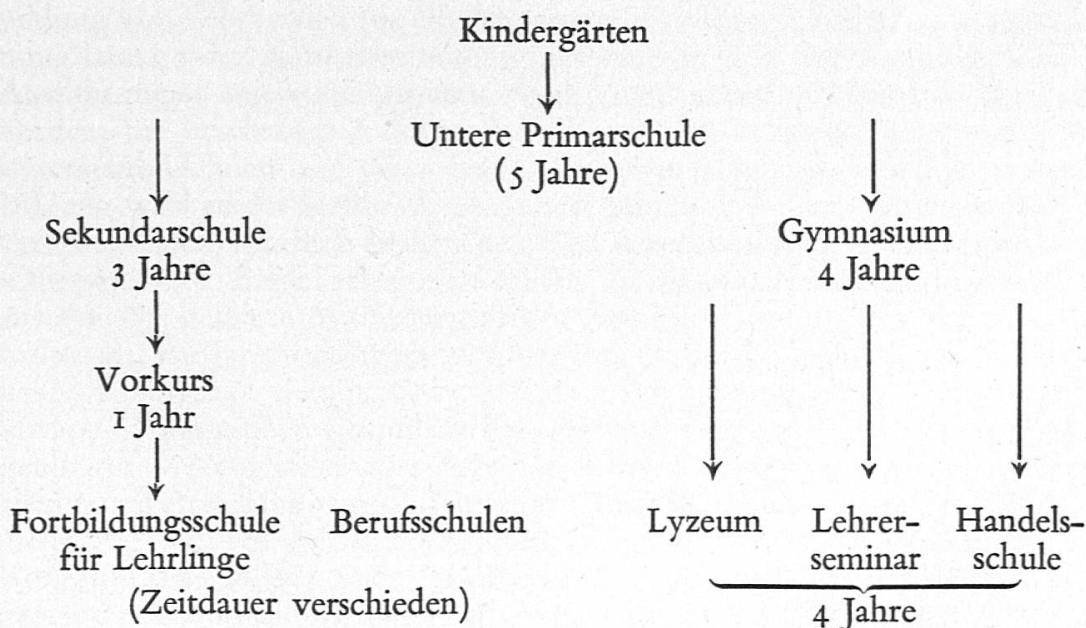 Kindergärten
Untere Primarschule
(5 Jahre)
Sekundarschule
3 Jahre
Gymnasium
4 Jahre
Vorkurs
1 Jahr
Fortbildungsschule
für Lehrlinge
Berufsschulen
(Zeitdauer verschieden)
Lyzeum
Lehrer-
seminar
Handels-
schule
4 Jahre